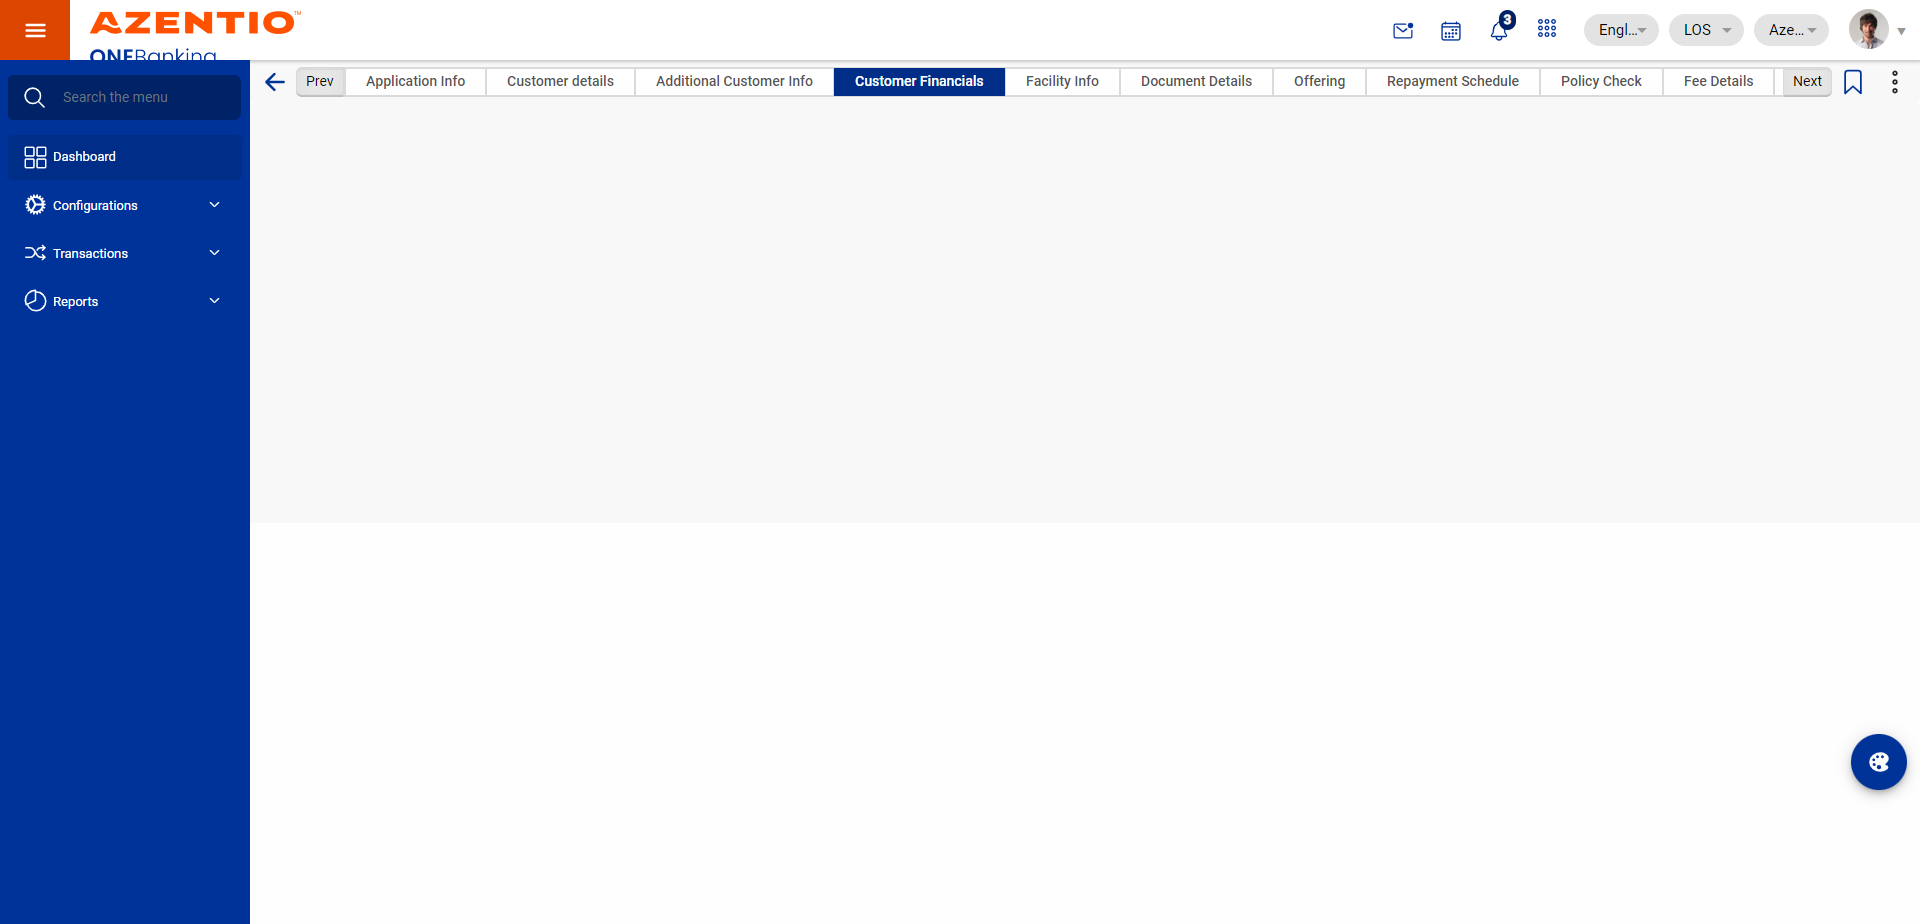 AZENTIO™
ONEBanking
3
Engl...
LOS
Aze...
Search the menu
Dashboard
Configurations
Transactions
Reports
Prev
Application Info
Customer details
Additional Customer Info
Customer Financials
Facility Info
Document Details
Offering
Repayment Schedule
Policy Check
Fee Details
Next